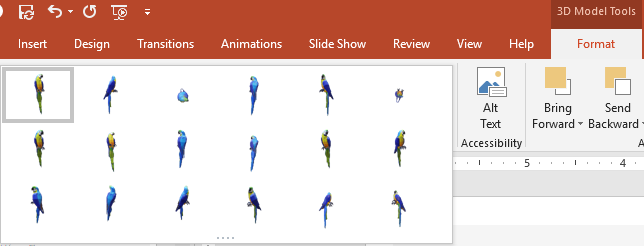 3D Model Tools
Insert Design Transitions Animations Slide Show Review View Help Format
Alt
Text
Bring
Forward
Send
Backward
Accessibility
A
5
4